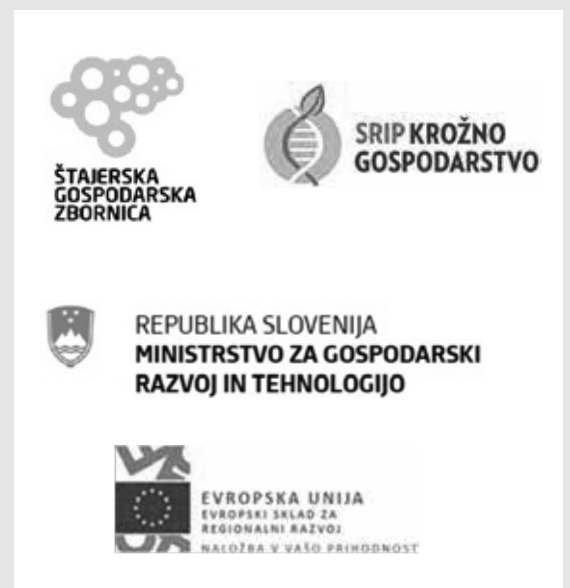 ŠTAJERSKA
GOSPODARSKA
ZBORNICA
SRIP KROŽNO
GOSPODARSTVO
REPUBLIKA SLOVENIJA
MINISTRSTVO ZA GOSPODARSKI
RAZVOJ IN TEHNOLOGIJO
EVROPSKA UNIJA
EVROPSKI SKLAD ZA
REGIONALNI RAZVOJ
NALOŽBA V VAŠO PRIHODNOST